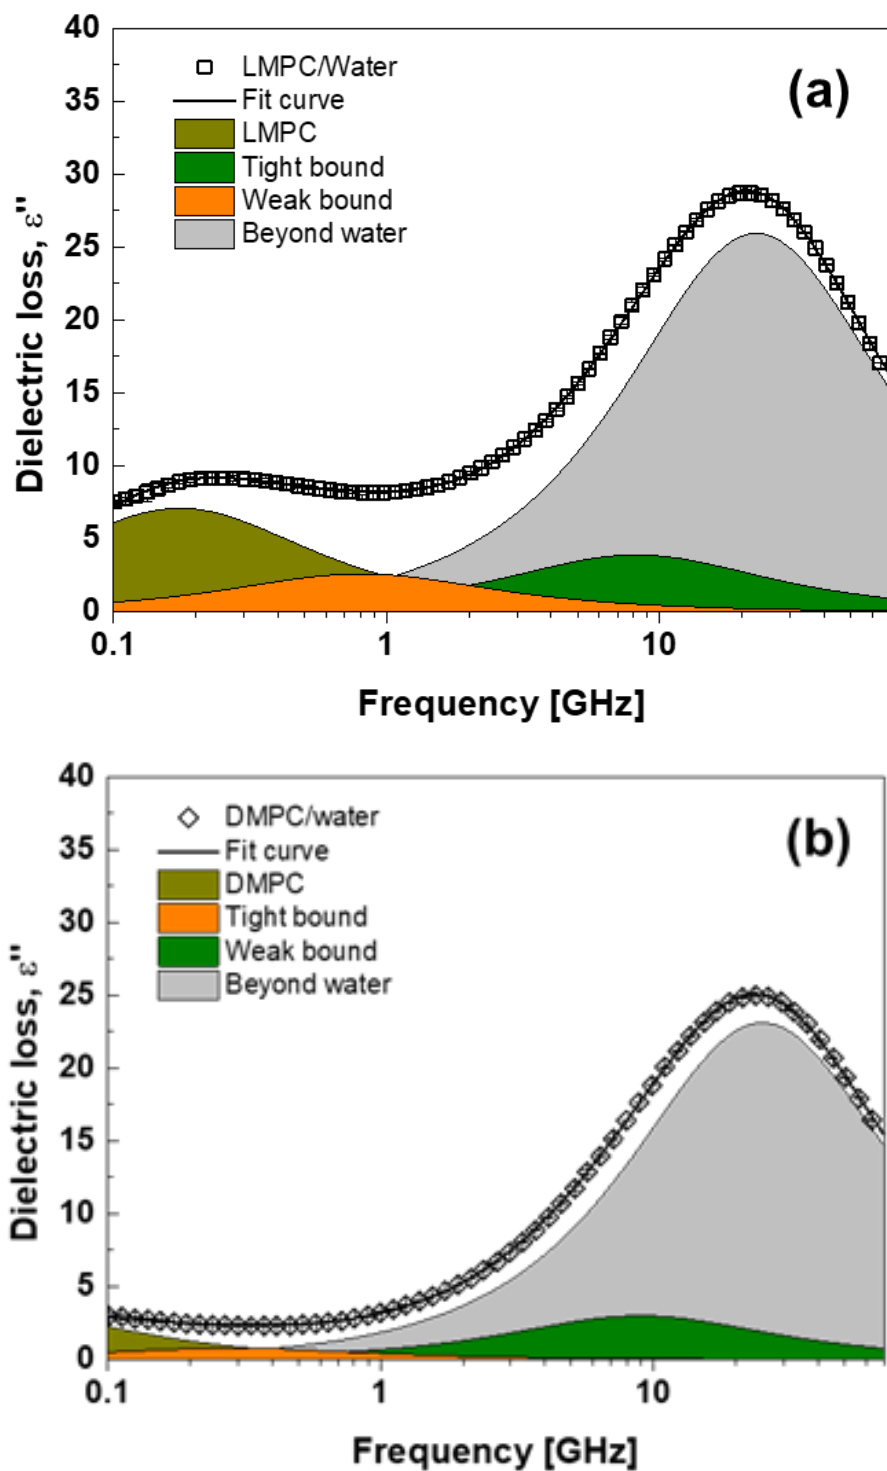 40
35
30
25
20
15
10
5
0
Dielectric loss, ε"
LMPC/Water
Fit curve
LMPC
Tight bound
Weak bound
Beyond water
(a)
0.1 1 10
Frequency [GHz]
40
35
30
25
20
15
10
5
0
Dielectric loss, ε"
DMPC/water
Fit curve
DMPC
Tight bound
Weak bound
Beyond water
(b)
0.1 1 10
Frequency [GHz]